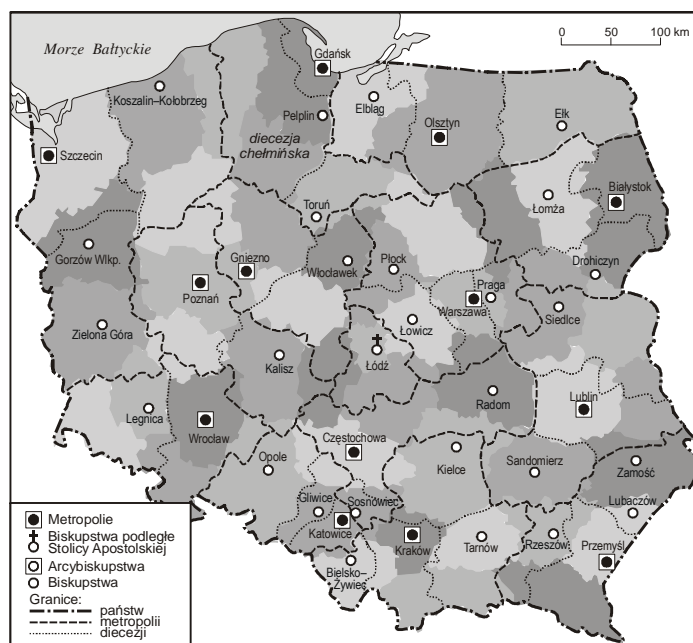 Morze Bałtyckie
0 50 100 km
Gdańsk
Koszalin–Kołobrzeg
Pelplin
Elbląg
Olsztyn
Ełk
diecezja
chełmińska
Szczecin
Toruń
Łomża
Białystok
Gorzów Wlkp.
Gniezno
Włocławek
Płock
Drohiczyn
Poznań
Praga
Warszawa
Siedlce
Zielona Góra
Łowicz
Kalisz
Łódź
Legnica
Wrocław
Radom
Lublin
Częstochowa
Opole
Kielce
Sandomierz
Zamość
Gliwice
Sosnowiec
Lubaczów
Katowice
Kraków
Tarnów
Rzeszów
Przemyśl
Bielsko-
Żywiec
Metropolie
Biskupstwa podległe
Stolicy Apostolskiej
Arcybiskupstwa
Biskupstwa
Granice:
państw
metropolii
diecezji